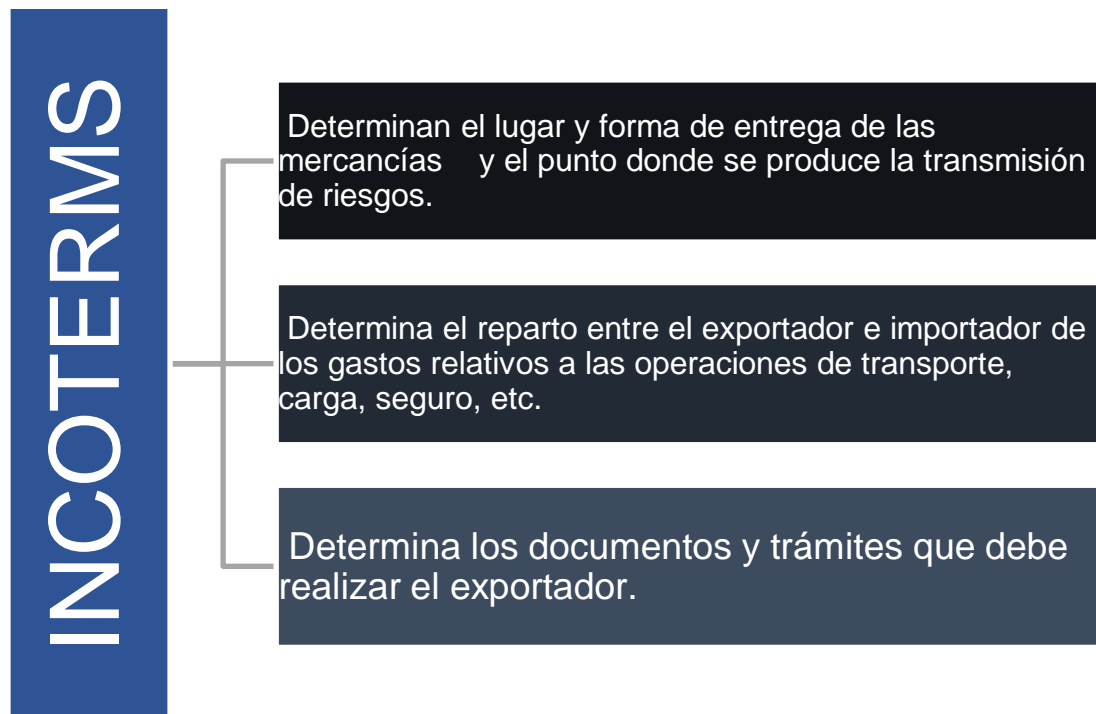 INCOTERMS
Determinan el lugar y forma de entrega de las
mercancías y el punto donde se produce la transmisión
de riesgos.
Determina el reparto entre el exportador e importador de
los gastos relativos a las operaciones de transporte,
carga, seguro, etc.
Determina los documentos y trámites que debe
realizar el exportador.